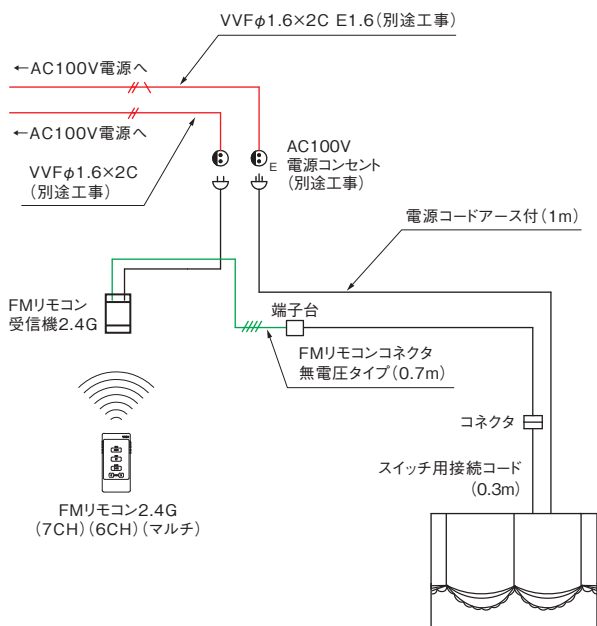 VVFφ1.6×2C E1.6(別途工事)
←AC100V電源へ
←AC100V電源へ
VVFφ1.6×2C
(別途工事)
E
AC100V
電源コンセント
(別途工事)
電源コードアース付(1m)
FMリモコン
受信機2.4G
端子台
FMリモコンコネクタ
無電圧タイプ(0.7m)
コネクタ
スイッチ用接続コード
(0.3m)
FMリモコン2.4G
(7CH)(6CH)(マルチ)